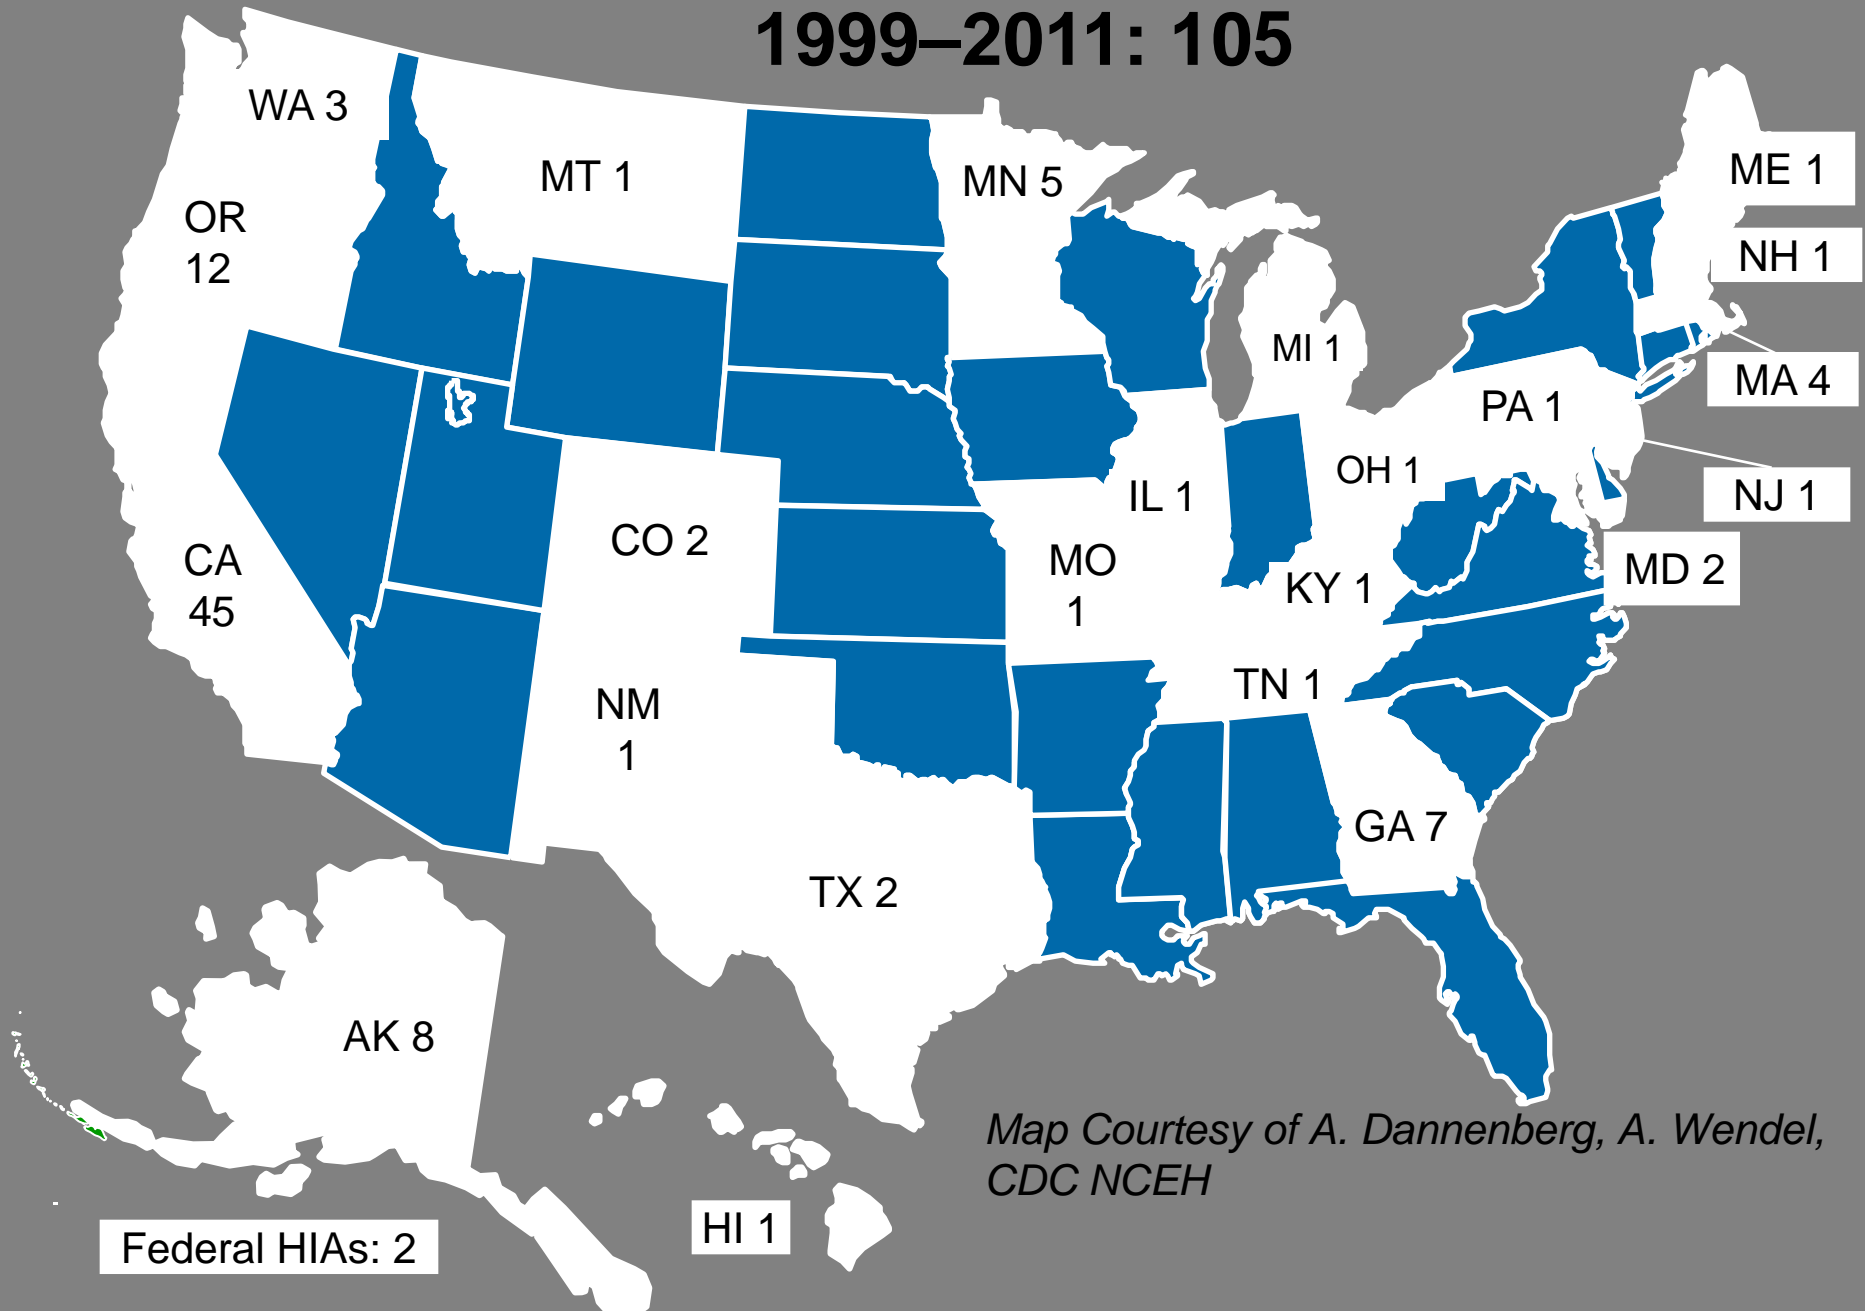 1999–2011: 105
WA 3
MT 1
MN 5
ME 1
OR
12
NH 1
MI 1
MA 4
PA 1
OH 1
IL 1
NJ 1
CO 2
CA
45
MO
1
KY 1
MD 2
NM
1
TN 1
GA 7
TX 2
AK 8
Map Courtesy of A. Dannenberg, A. Wendel,
CDC NCEH
HI 1
Federal HIAs: 2